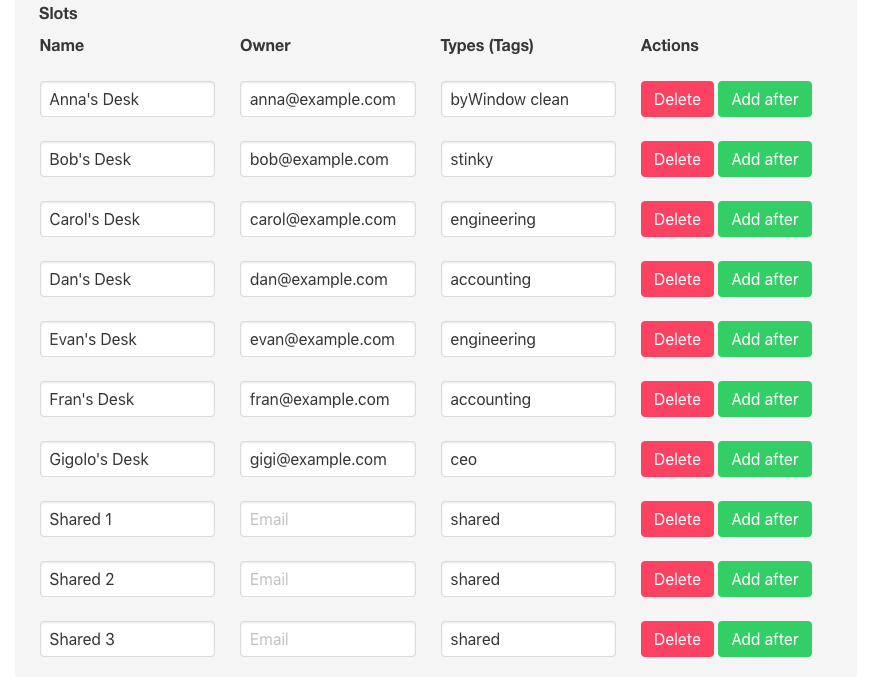 Slots
Name Owner Types (Tags) Actions
Anna's Desk anna@example.com byWindow clean Delete Add after
Bob's Desk bob@example.com stinky Delete Add after
Carol's Desk carol@example.com engineering Delete Add after
Dan's Desk dan@example.com accounting Delete Add after
Evan's Desk evan@example.com engineering Delete Add after
Fran's Desk fran@example.com accounting Delete Add after
Gigolo's Desk gigi@example.com ceo Delete Add after
Shared 1 Email shared Delete Add after
Shared 2 Email shared Delete Add after
Shared 3 Email shared Delete Add after